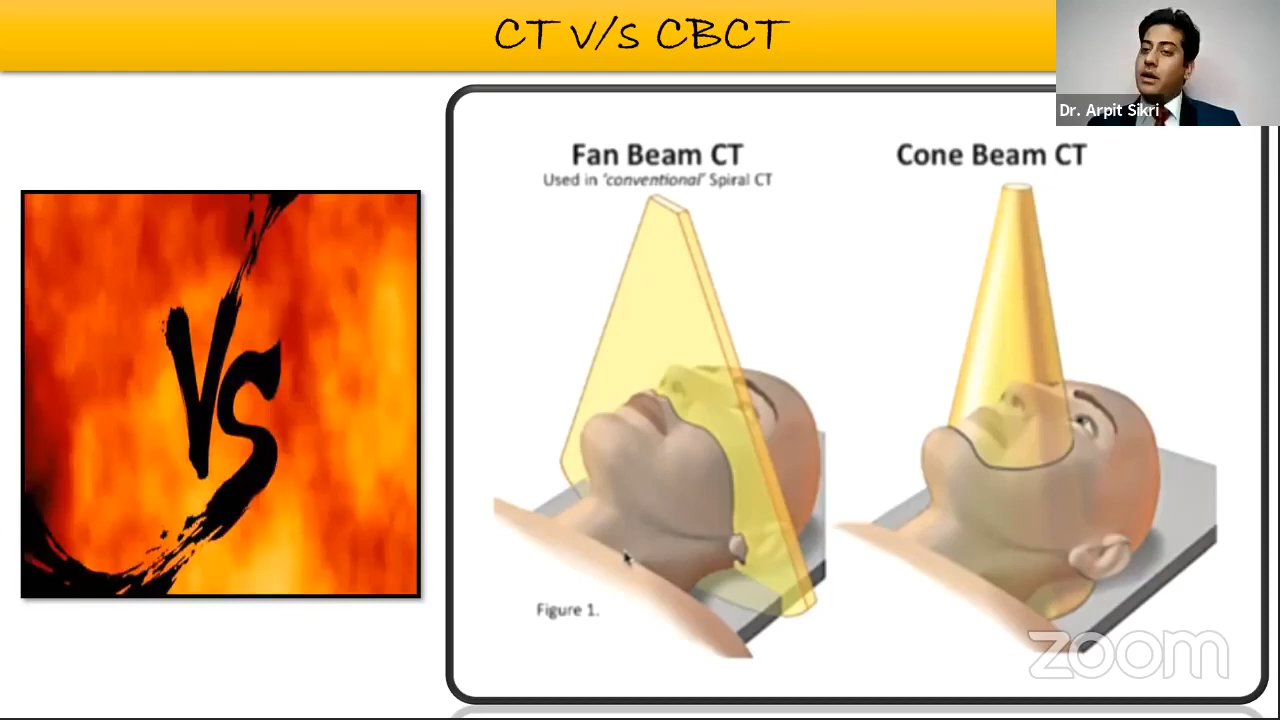 CT V/S CBCT
Dr. Arpit Sikri
Fan Beam CT
Used in 'conventional' Spiral CT
Cone Beam CT
VS
Figure 1.
zoom